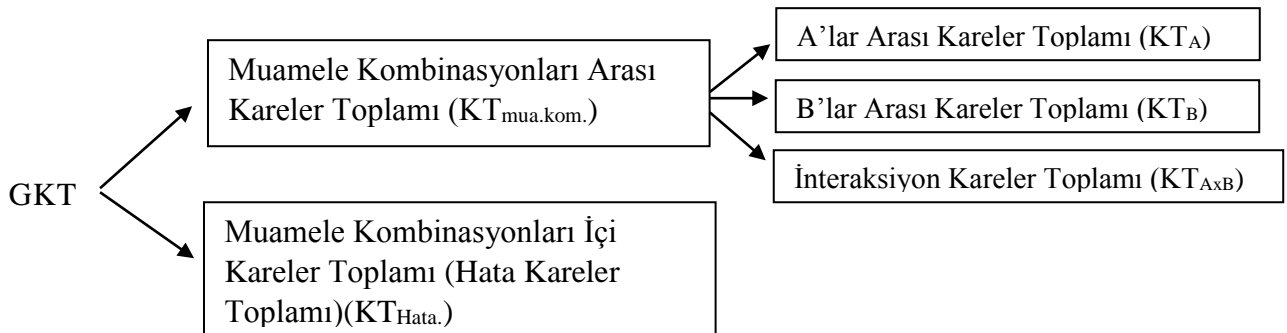 GKT
Muamele Kombinasyonları Arası
Kareler Toplamı (KTmua.kom.)
Muamele Kombinasyonları İçi
Kareler Toplamı (Hata Kareler
Toplamı)(KTHata.)
A’lar Arası Kareler Toplamı (KTA)
B’lar Arası Kareler Toplamı (KTB)
İnteraksiyon Kareler Toplamı (KTAxB)